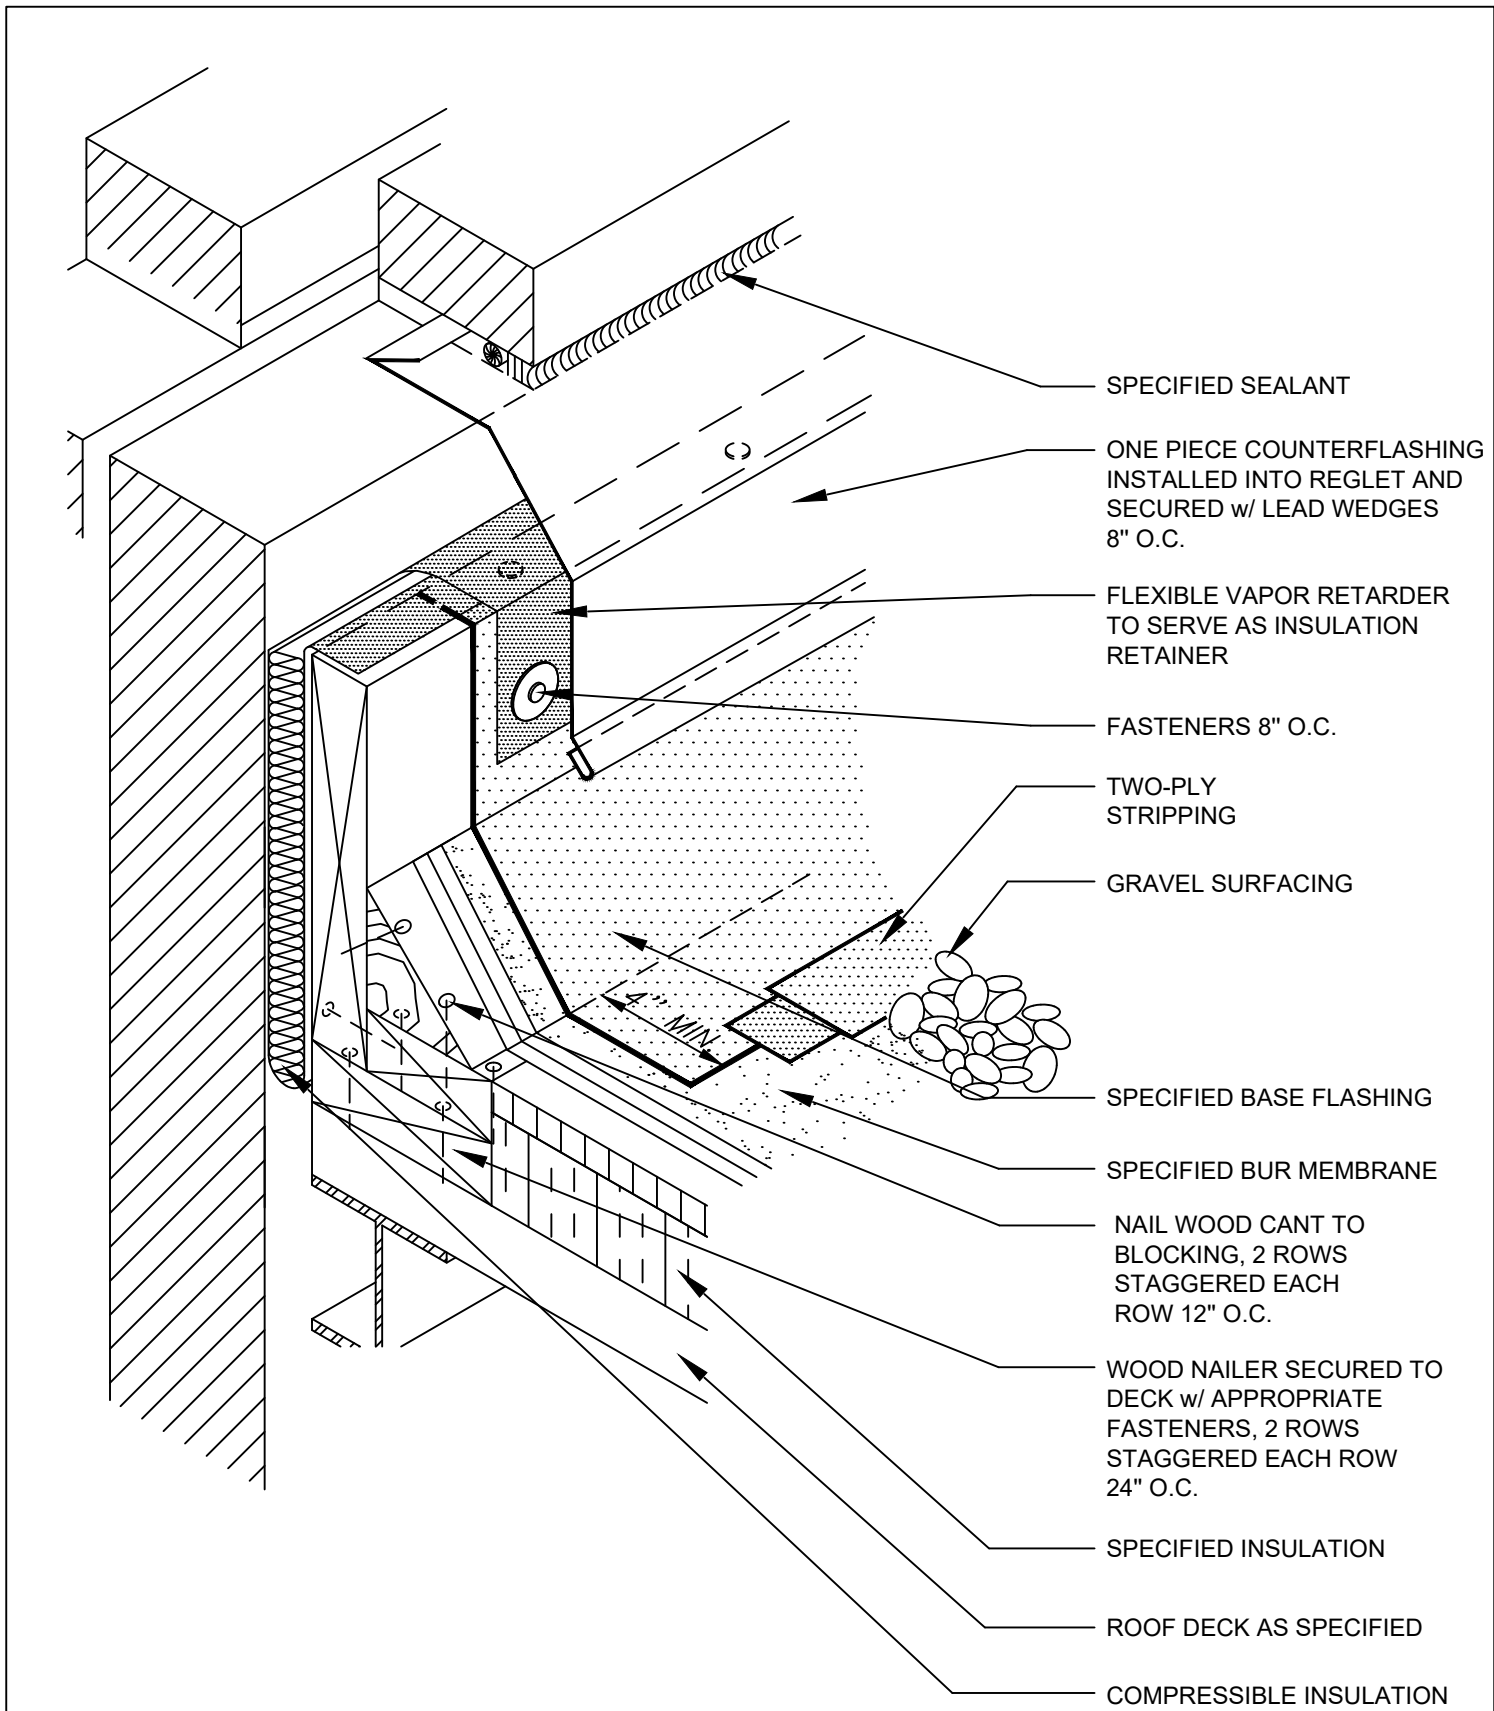 SPECIFIED SEALANT
ONE PIECE COUNTERFLASHING
INSTALLED INTO REGLET AND
SECURED w/ LEAD WEDGES
8" O.C.
FLEXIBLE VAPOR RETARDER
TO SERVE AS INSULATION
RETAINER
FASTENERS 8" O.C.
TWO-PLY
STRIPPING
GRAVEL SURFACING
4" MIN
SPECIFIED BASE FLASHING
SPECIFIED BUR MEMBRANE
NAIL WOOD CANT TO
BLOCKING, 2 ROWS
STAGGERED EACH
ROW 12" O.C.
WOOD NAILER SECURED TO
DECK w/ APPROPRIATE
FASTENERS, 2 ROWS
STAGGERED EACH ROW
24" O.C.
SPECIFIED INSULATION
ROOF DECK AS SPECIFIED
COMPRESSIBLE INSULATION